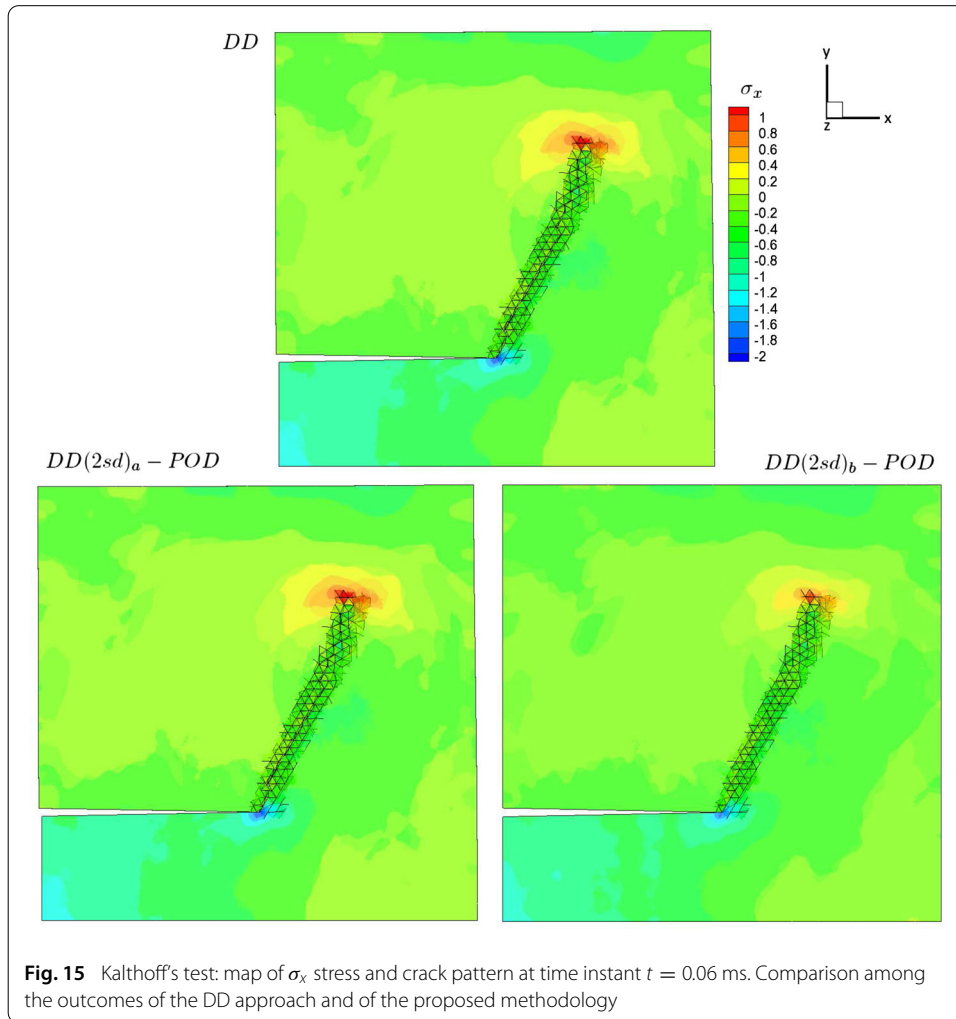 DD
y
z
x
σₓ
1
0.8
0.6
0.4
0.2
0
-0.2
-0.4
-0.6
-0.8
-1
-1.2
-1.4
-1.6
-1.8
-2
DD(2sd)ₐ − POD
DD(2sd)_b − POD
Fig. 15 Kalthoff's test: map of σₓ stress and crack pattern at time instant t = 0.06 ms. Comparison among
the outcomes of the DD approach and of the proposed methodology